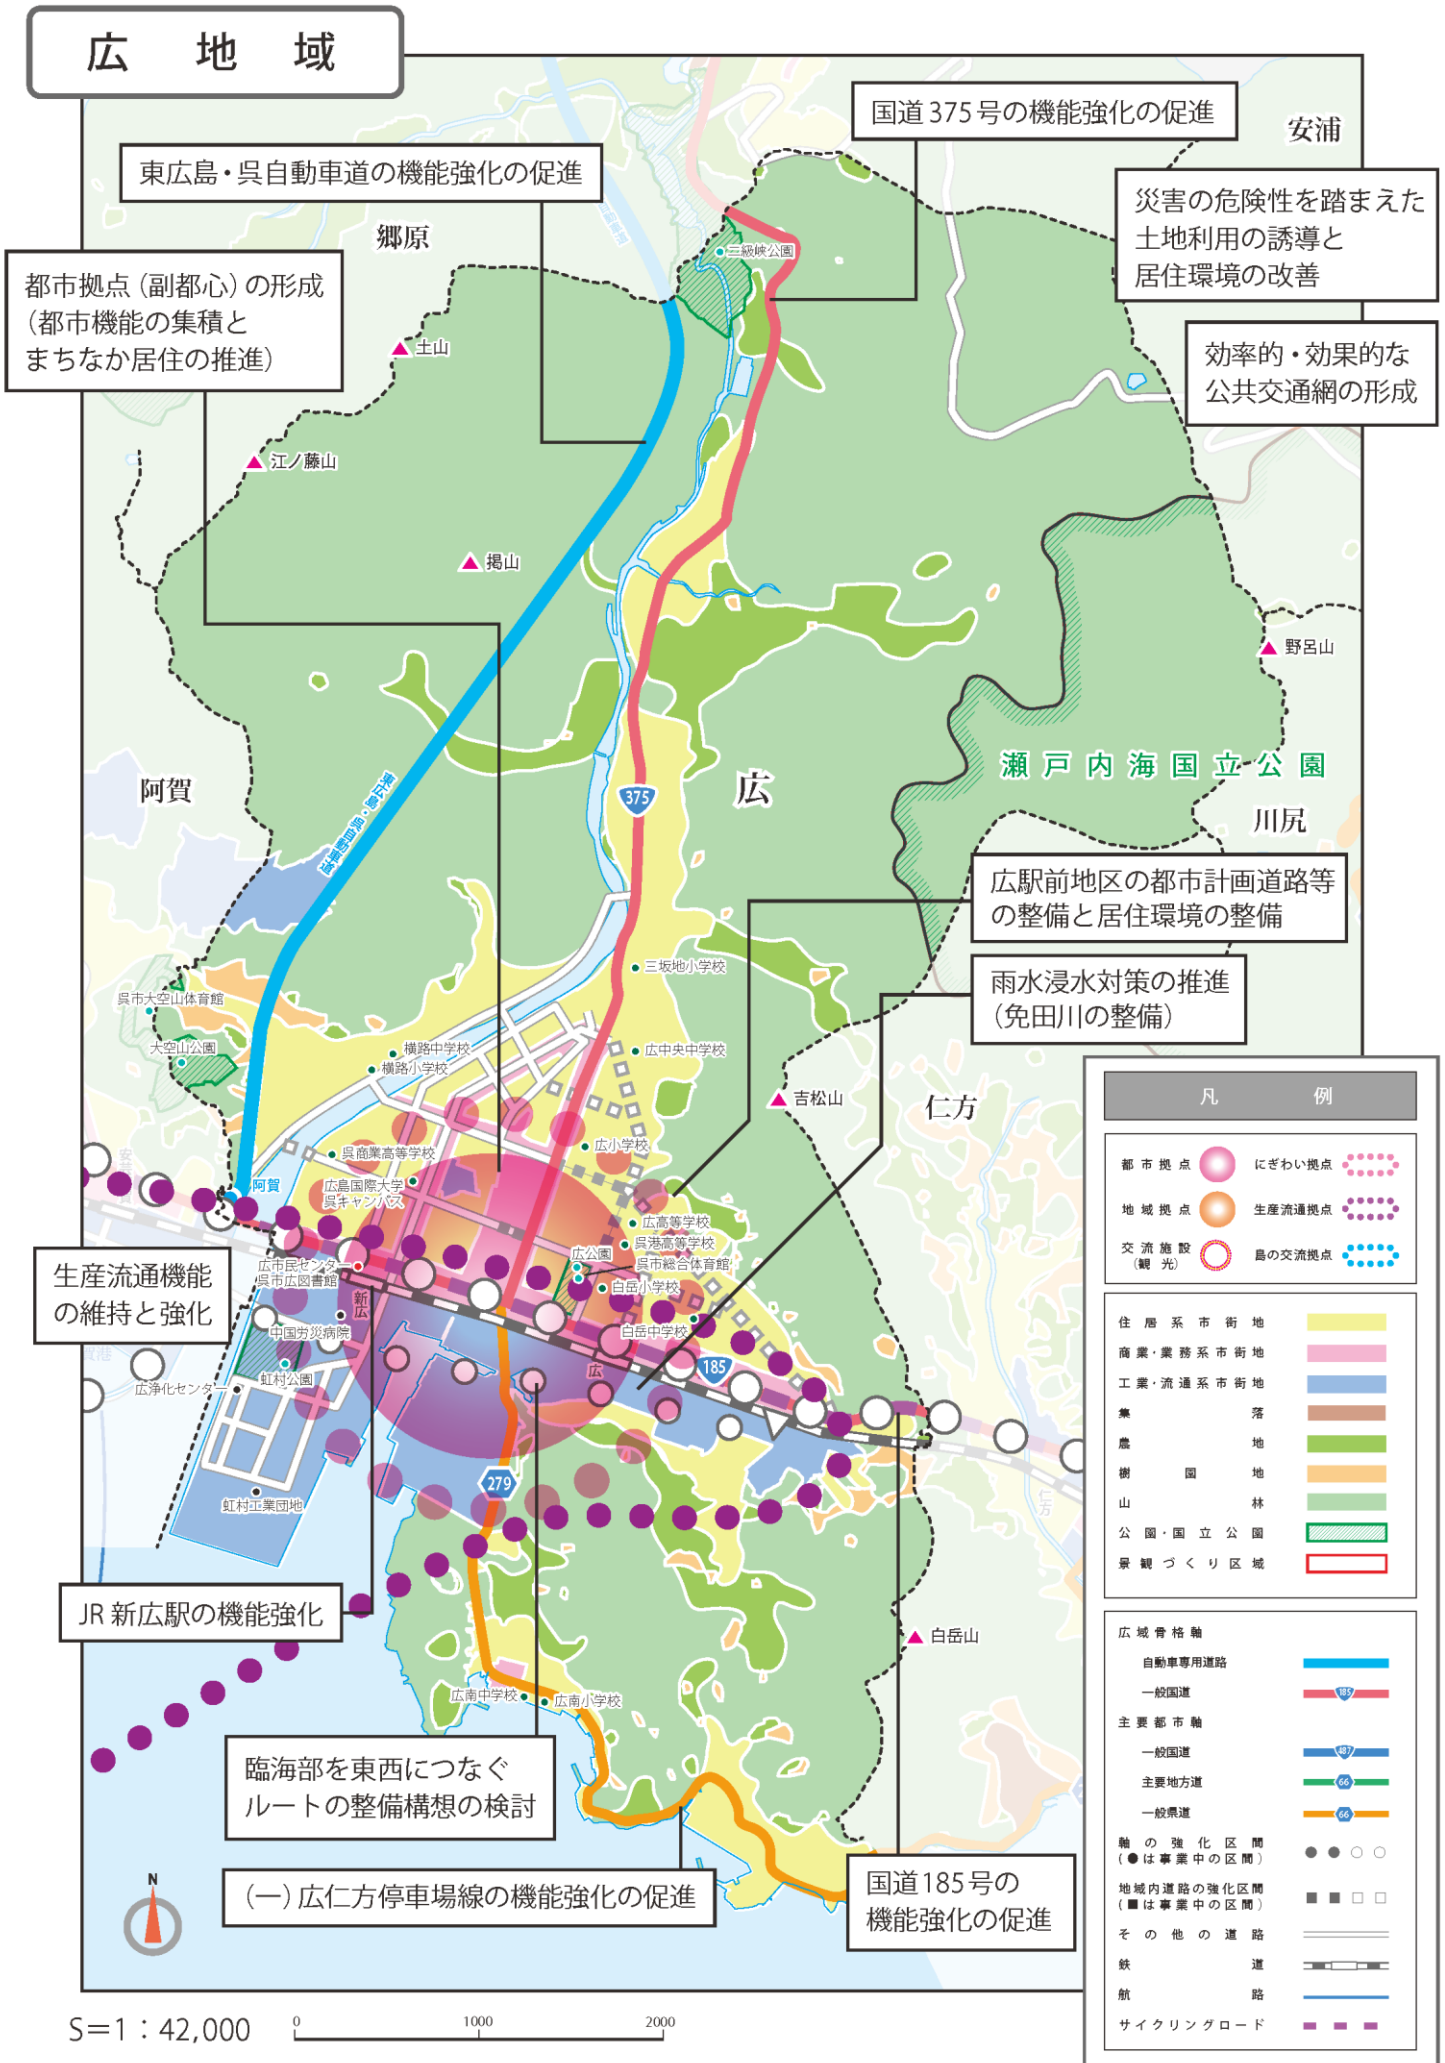 広 地 域
国道375号の機能強化の促進
安浦
東広島・呉自動車道の機能強化の促進
災害の危険性を踏まえた
土地利用の誘導と
居住環境の改善
郷原
二級峡公園
都市拠点（副都心）の形成
（都市機能の集積と
まちなか居住の推進）
土山
効率的・効果的な
公共交通網の形成
江ノ藤山
掲山
野呂山
瀬戸内海国立公園
阿賀
広
375
川尻
東広島・呉自動車道
広駅前地区の都市計画道路等
の整備と居住環境の整備
三坂地小学校
雨水浸水対策の推進
（免田川の整備）
呉市大空山体育館
大空山公園
横路中学校
横路小学校
広中央中学校
吉松山
仁方
呉商業高等学校
広小学校
阿賀
広島国際大学
呉キャンパス
広高等学校
呉港高等学校
広公園
呉市総合体育館
広市民センター
呉市広図書館
白岳小学校
生産流通機能
の維持と強化
新広
中国労災病院
白岳中学校
広
185
虹村公園
広浄化センター
仁方
279
虹村工業団地
JR新広駅の機能強化
白岳山
広南中学校
広南小学校
臨海部を東西につなぐ
ルートの整備構想の検討
（一）広仁方停車場線の機能強化の促進
国道185号の
機能強化の促進
N
S＝1：42,000
0 1000 2000
凡 例
都市拠点
にぎわい拠点
地域拠点
生産流通拠点
交流施設
（観光）
島の交流拠点
住居系市街地
商業・業務系市街地
工業・流通系市街地
集落
農地
樹園地
山林
公園・国立公園
景観づくり区域
広域骨格軸
自動車専用道路
一般国道 185
主要都市軸
一般国道 487
主要地方道 66
一般県道 66
軸の強化区間
（●は事業中の区間）
地域内道路の強化区間
（■は事業中の区間）
その他の道路
鉄道
航路
サイクリングロード